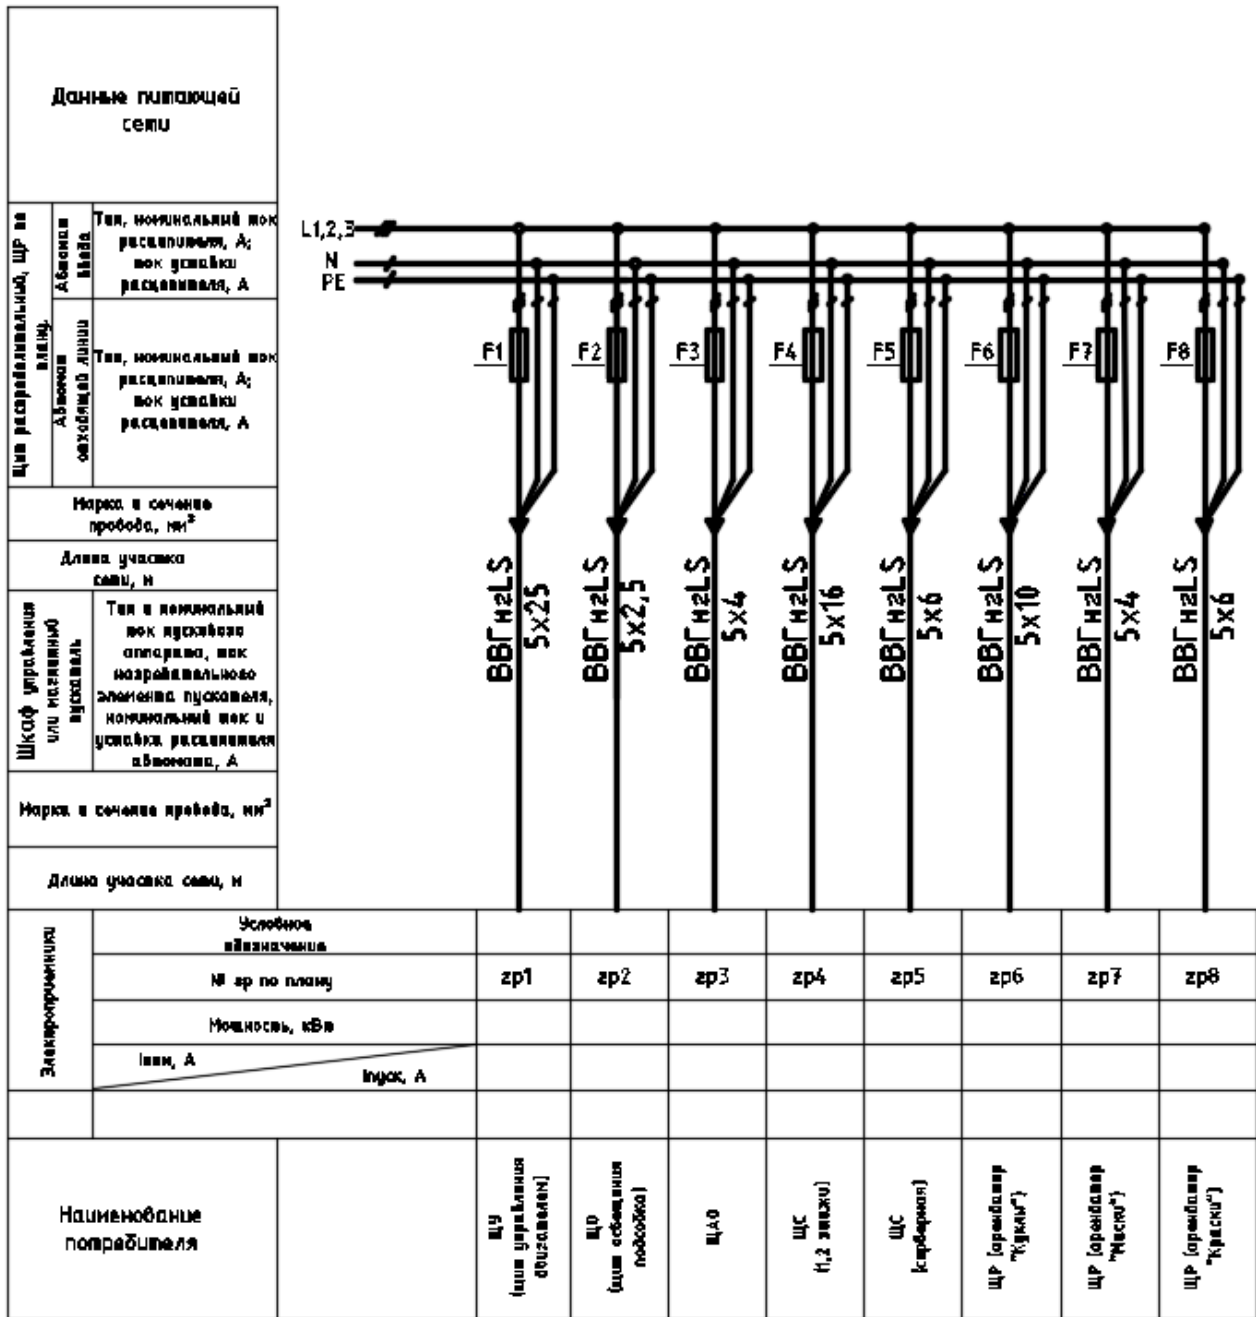 Данные питающей
сети
Щит распределительный, ЩР по
плану,
Автомат
ввода
Тип, номинальный ток
расцепителя, А;
ток уставки
расцепителя, А
Автомат
отходящей линии
Тип, номинальный ток
расцепителя, А;
ток уставки
расцепителя, А
Марка и сечение
провода, мм²
Длина участка
сети, м
Шкаф управления
или магнитный
пускатель
Тип и номинальный
ток пускового
аппарата, ток
нагревательного
элемента пускателя,
номинальный ток и
уставка расцепителя
автомата, А
Марка и сечение провода, мм²
Длина участка сети, м
L1,2,3
N
PE
F1
F2
F3
F4
F5
F6
F7
F8
ВВГнгLS
5х25
ВВГнгLS
5х2,5
ВВГнгLS
5х4
ВВГнгLS
5х16
ВВГнгLS
5х6
ВВГнгLS
5х10
ВВГнгLS
5х4
ВВГнгLS
5х6
Электроприемники
Условное
обозначение
№ гр по плану
гр1
гр2
гр3
гр4
гр5
гр6
гр7
гр8
Мощность, кВт
Iном, А
Iпуск, А
Наименование
потребителя
ЩУ
(щит управления
двигателем)
ЩО
(щит освещения
подсобка)
ЩАО
ЩС
(1,2 этажи)
ЩС
(серверная)
ЩР (арендатор
"Куклы")
ЩР (арендатор
"Маски")
ЩР (арендатор
"Краски")